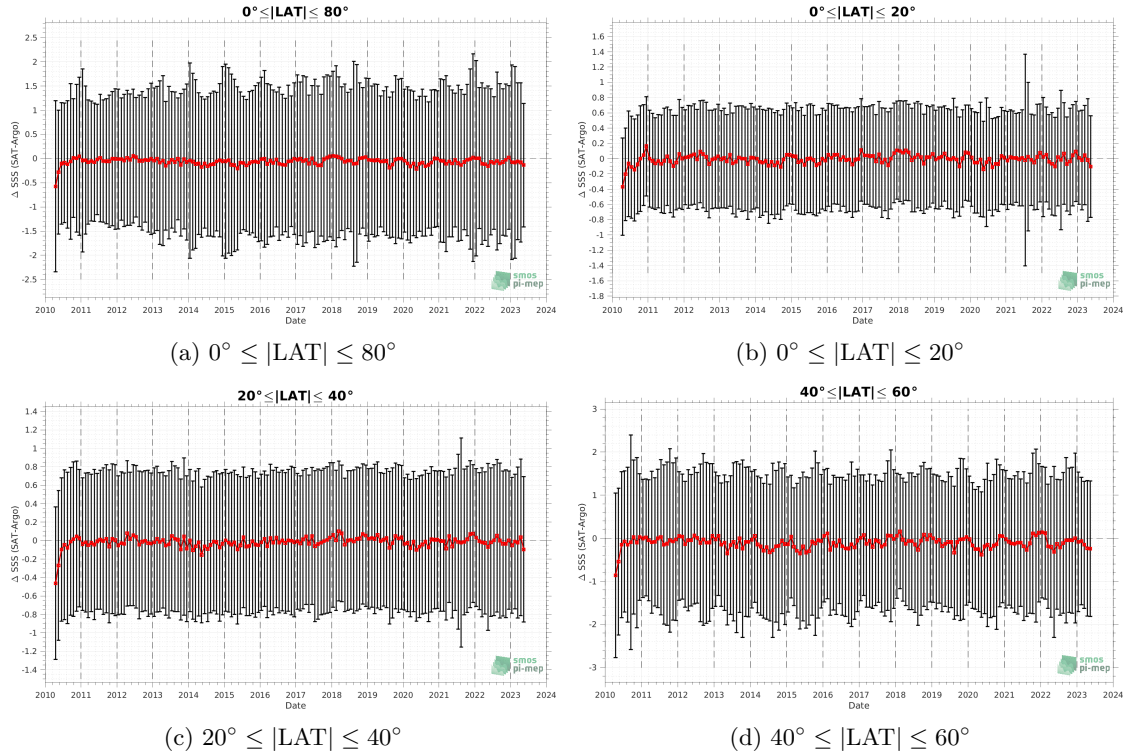 0°≤|LAT|≤ 80°
2.5
2
1.5
1
0.5
0
-0.5
-1
-1.5
-2
-2.5
Δ SSS (SAT-Argo)
2010 2011 2012 2013 2014 2015 2016 2017 2018 2019 2020 2021 2022 2023 2024
Date
smos
pi-mep
(a) 0° ≤ |LAT| ≤ 80°
0°≤|LAT|≤ 20°
1.6
1.4
1.2
1
0.8
0.6
0.4
0.2
0
-0.2
-0.4
-0.6
-0.8
-1
-1.2
-1.4
-1.6
-1.8
Δ SSS (SAT-Argo)
2010 2011 2012 2013 2014 2015 2016 2017 2018 2019 2020 2021 2022 2023 2024
Date
smos
pi-mep
(b) 0° ≤ |LAT| ≤ 20°
20°≤|LAT|≤ 40°
1.4
1.2
1
0.8
0.6
0.4
0.2
0
-0.2
-0.4
-0.6
-0.8
-1
-1.2
-1.4
Δ SSS (SAT-Argo)
2010 2011 2012 2013 2014 2015 2016 2017 2018 2019 2020 2021 2022 2023 2024
Date
smos
pi-mep
(c) 20° ≤ |LAT| ≤ 40°
40°≤|LAT|≤ 60°
3
2
1
0
-1
-2
-3
Δ SSS (SAT-Argo)
2010 2011 2012 2013 2014 2015 2016 2017 2018 2019 2020 2021 2022 2023 2024
Date
smos
pi-mep
(d) 40° ≤ |LAT| ≤ 60°